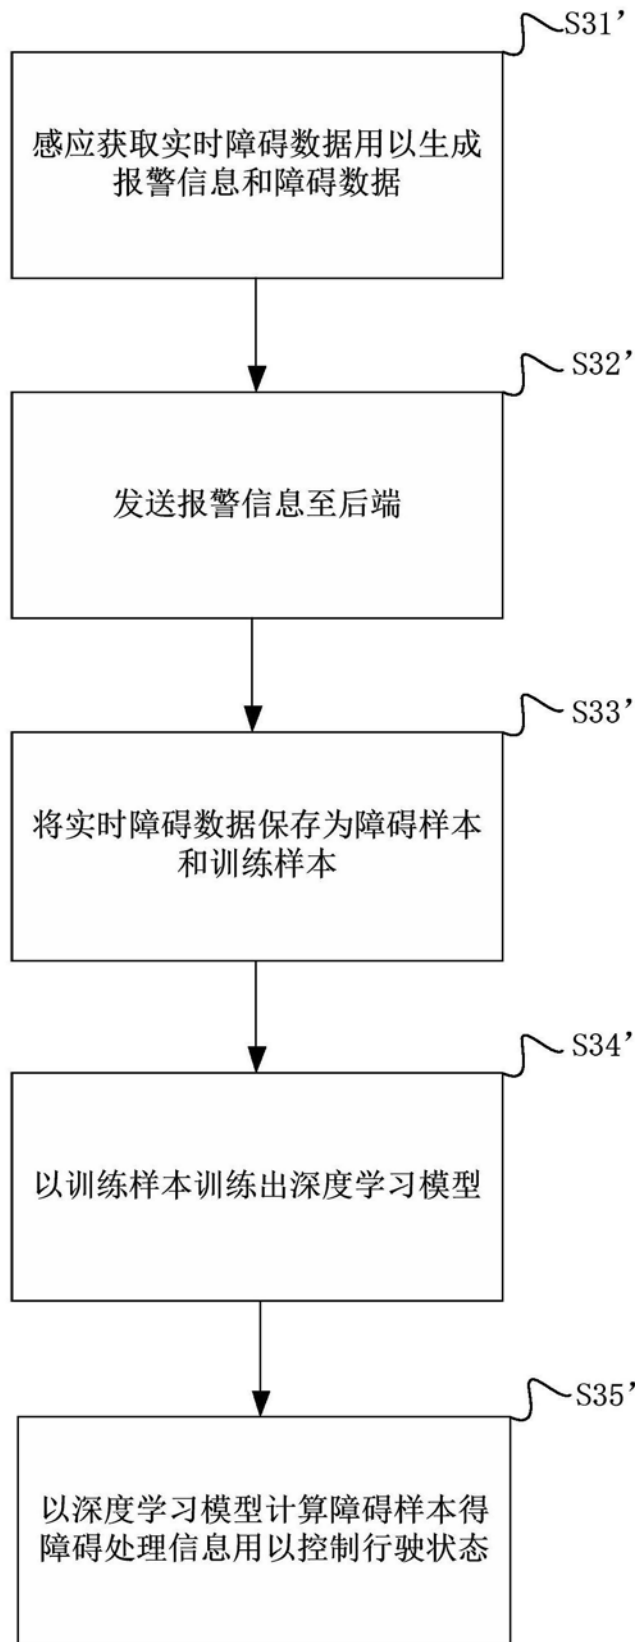 S31’
感应获取实时障碍数据用以生成
报警信息和障碍数据
S32’
发送报警信息至后端
S33’
将实时障碍数据保存为障碍样本
和训练样本
S34’
以训练样本训练出深度学习模型
S35’
以深度学习模型计算障碍样本得
障碍处理信息用以控制行驶状态